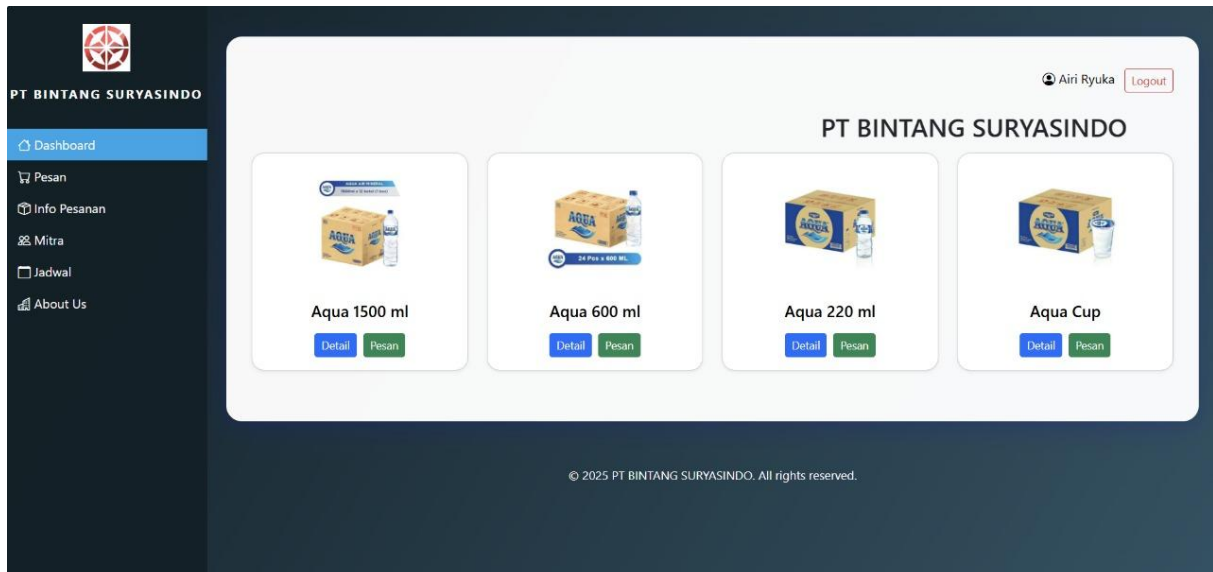 PT BINTANG SURYASINDO
Dashboard
Pesan
Info Pesanan
Mitra
Jadwal
About Us
Airi Ryuka Logout
PT BINTANG SURYASINDO
AQUA
AQUA
24 Pcs x 600 ML
AQUA
AQUA
Aqua 1500 ml
Detail Pesan
Aqua 600 ml
Detail Pesan
Aqua 220 ml
Detail Pesan
Aqua Cup
Detail Pesan
© 2025 PT BINTANG SURYASINDO. All rights reserved.